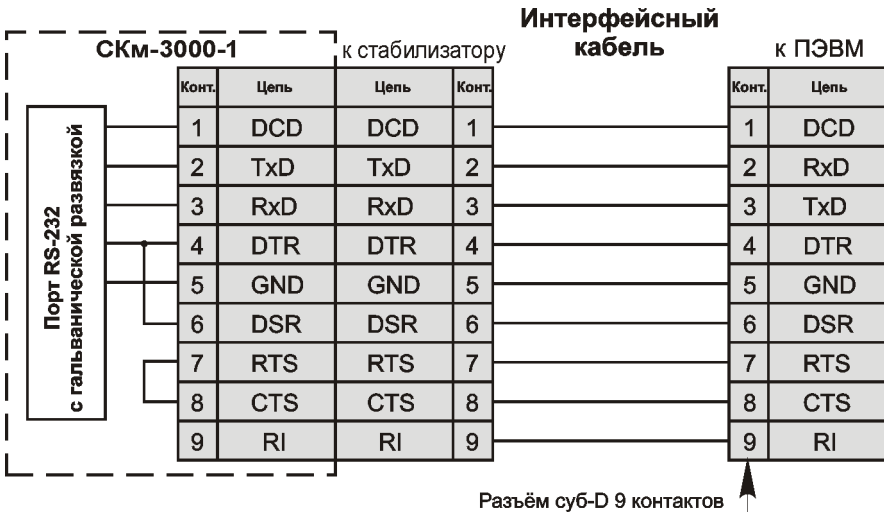 Интерфейсный
кабель
СКм-3000-1
к стабилизатору
к ПЭВМ
Конт. Цепь Цепь Конт. Конт. Цепь
1 DCD DCD 1 1 DCD
2 TxD TxD 2 2 RxD
3 RxD RxD 3 3 TxD
4 DTR DTR 4 4 DTR
5 GND GND 5 5 GND
6 DSR DSR 6 6 DSR
7 RTS RTS 7 7 RTS
8 CTS CTS 8 8 CTS
9 RI RI 9 9 RI
Порт RS-232
с гальванической развязкой
Разъём суб-D 9 контактов